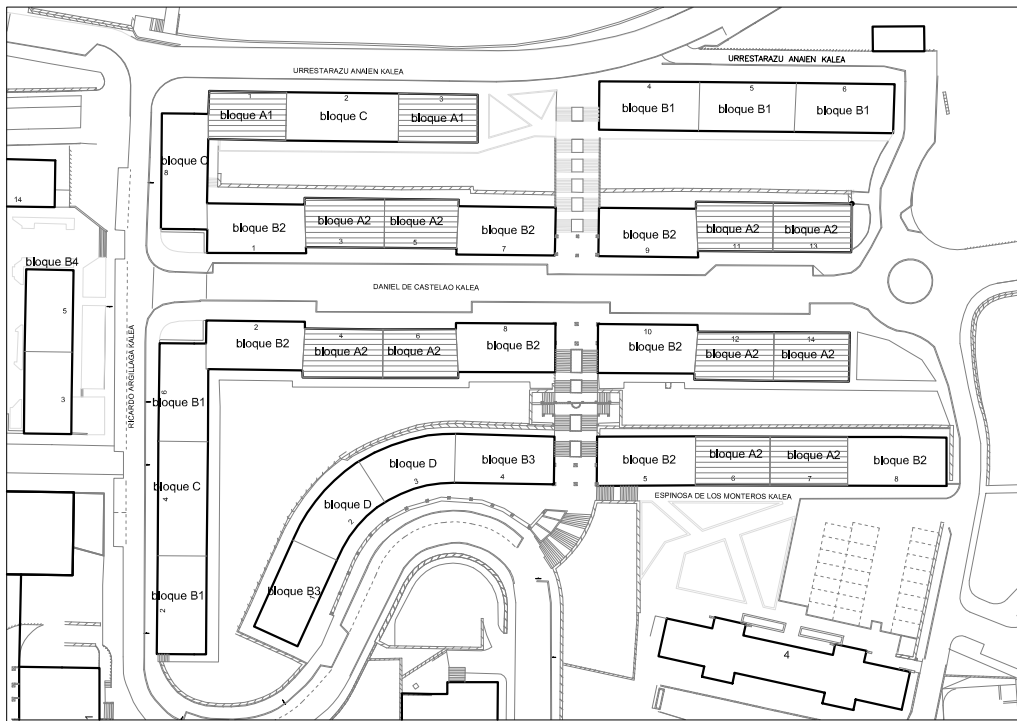 URRESTARAZU ANAIEN KALEA
URRESTARAZU ANAIEN KALEA
1
bloque A1
2
bloque C
3
bloque A1
4
bloque B1
5
bloque B1
6
bloque B1
bloque C
8
14
bloque B2
1
bloque A2
3
bloque A2
5
bloque B2
7
bloque B2
9
bloque A2
11
bloque A2
13
bloque B4
5
3
DANIEL DE CASTELAO KALEA
RICARDO ARGILLAGA KALEA
2
bloque B2
4
bloque A2
6
bloque A2
8
bloque B2
10
bloque B2
12
bloque A2
14
bloque A2
6
bloque B1
4
bloque C
2
bloque B1
bloque D
3
bloque B3
4
bloque D
2
bloque B3
bloque B2
5
bloque A2
6
bloque A2
7
bloque B2
8
ESPINOSA DE LOS MONTEROS KALEA
4
1